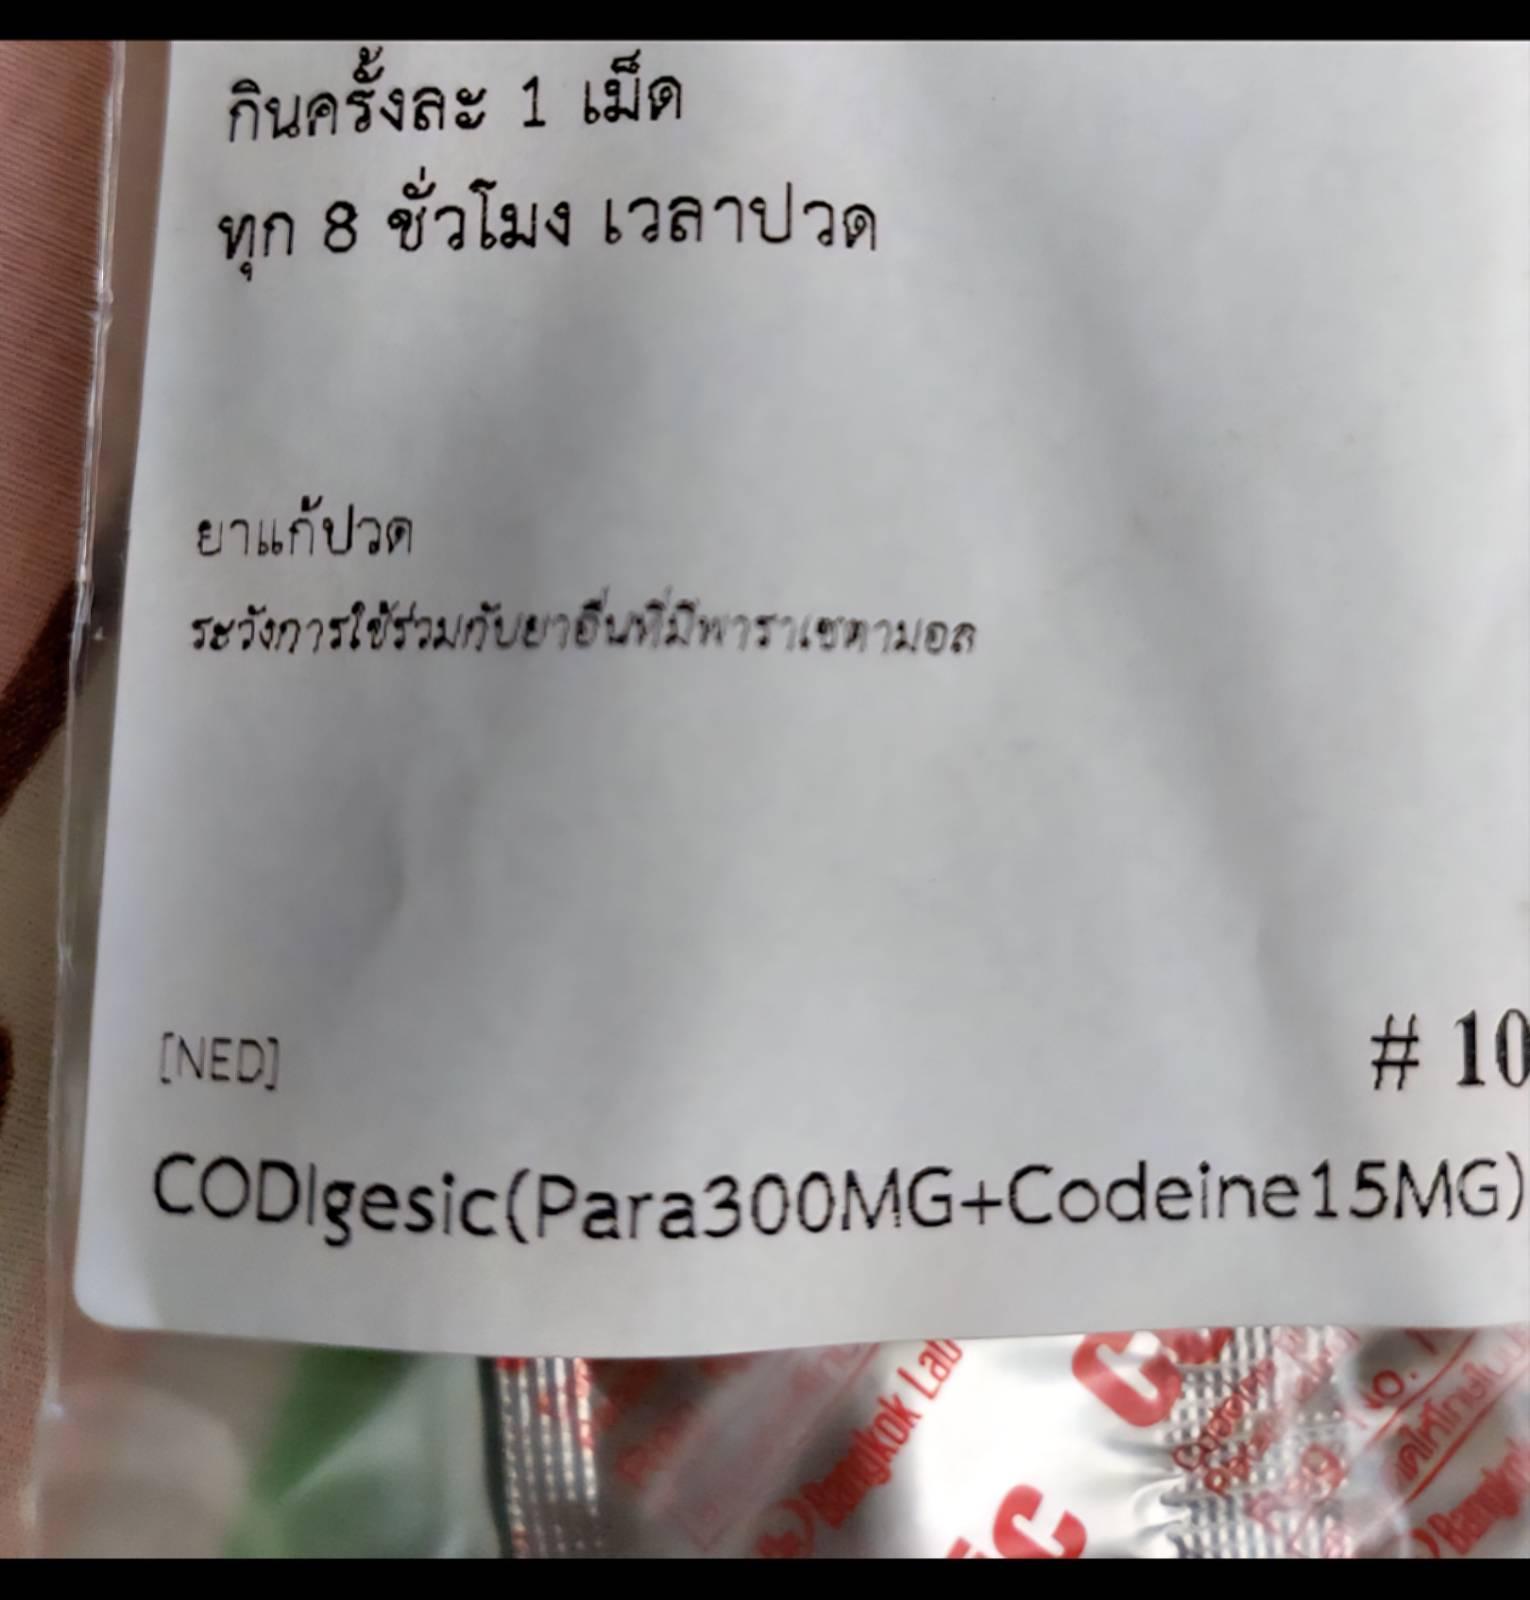 กินครั้งละ 1 เม็ด
ทุก 8 ชั่วโมง เวลาปวด
ยาแก้ปวด
ระวังการใช้ร่วมกับยาอื่นที่มีพาราเซตามอล
[NED]
# 10
CODIgesic(Para300MG+Codeine15MG)
Bangkok Lab